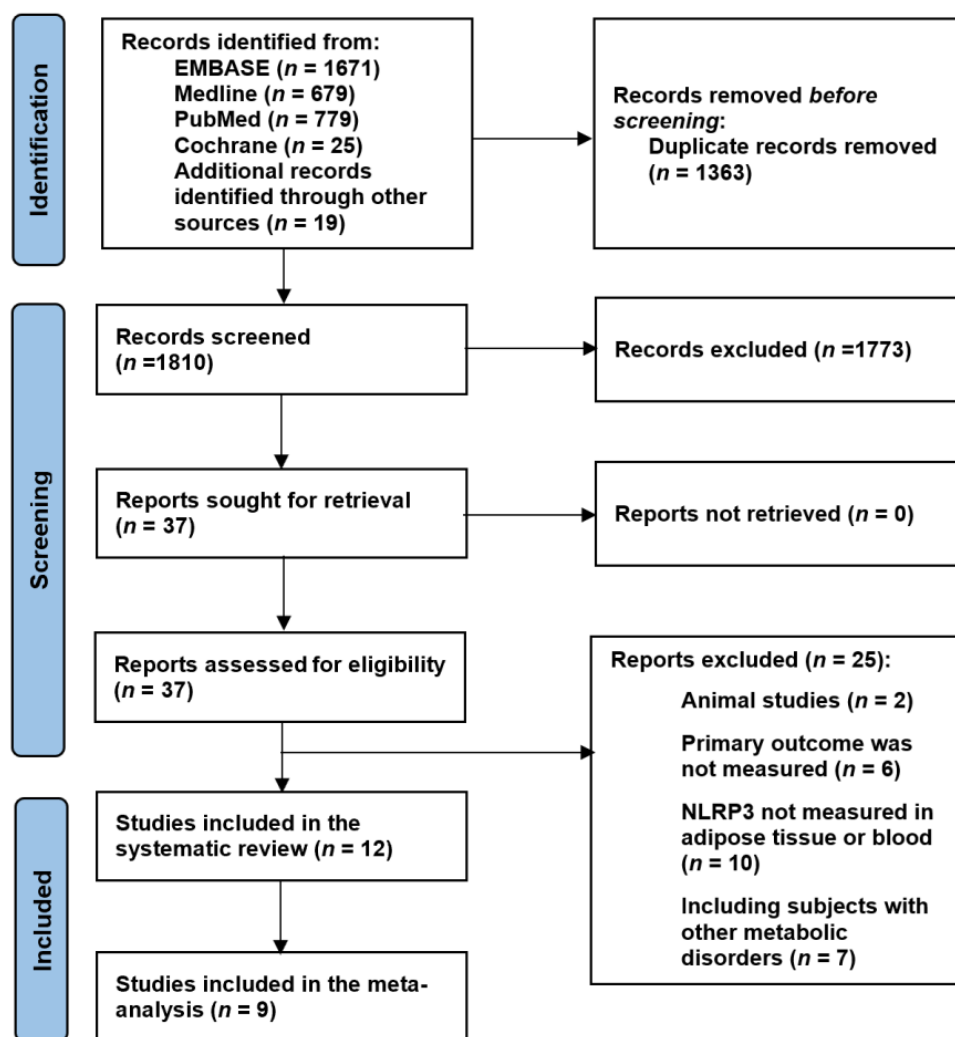 Identification
Records identified from:
EMBASE (n = 1671)
Medline (n = 679)
PubMed (n = 779)
Cochrane (n = 25)
Additional records
identified through other
sources (n = 19)
Records removed before
screening:
Duplicate records removed
(n = 1363)
Screening
Records screened
(n =1810)
Records excluded (n =1773)
Reports sought for retrieval
(n = 37)
Reports not retrieved (n = 0)
Reports assessed for eligibility
(n = 37)
Reports excluded (n = 25):
Animal studies (n = 2)
Primary outcome was
not measured (n = 6)
NLRP3 not measured in
adipose tissue or blood
(n = 10)
Including subjects with
other metabolic
disorders (n = 7)
Included
Studies included in the
systematic review (n = 12)
Studies included in the meta-
analysis (n = 9)